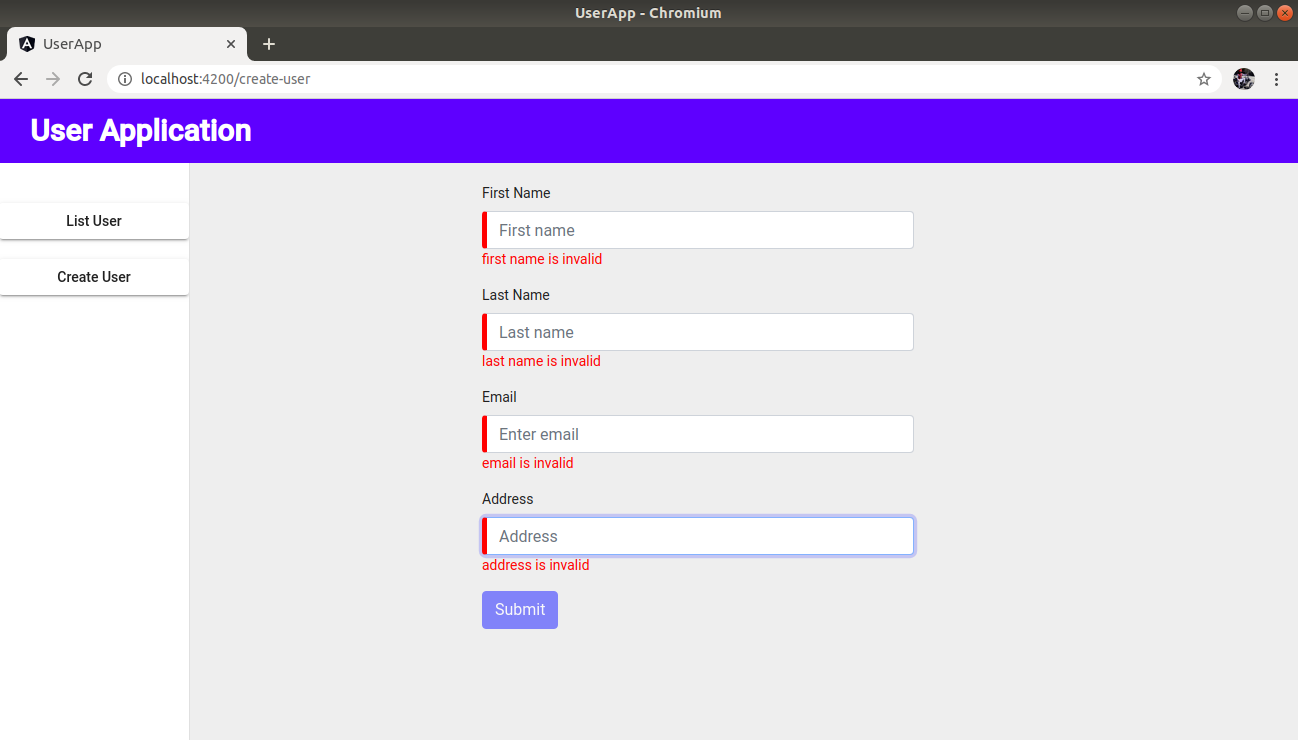 UserApp - Chromium
UserApp
localhost:4200/create-user
User Application
List User
Create User
First Name
First name
first name is invalid
Last Name
Last name
last name is invalid
Email
Enter email
email is invalid
Address
Address
address is invalid
Submit